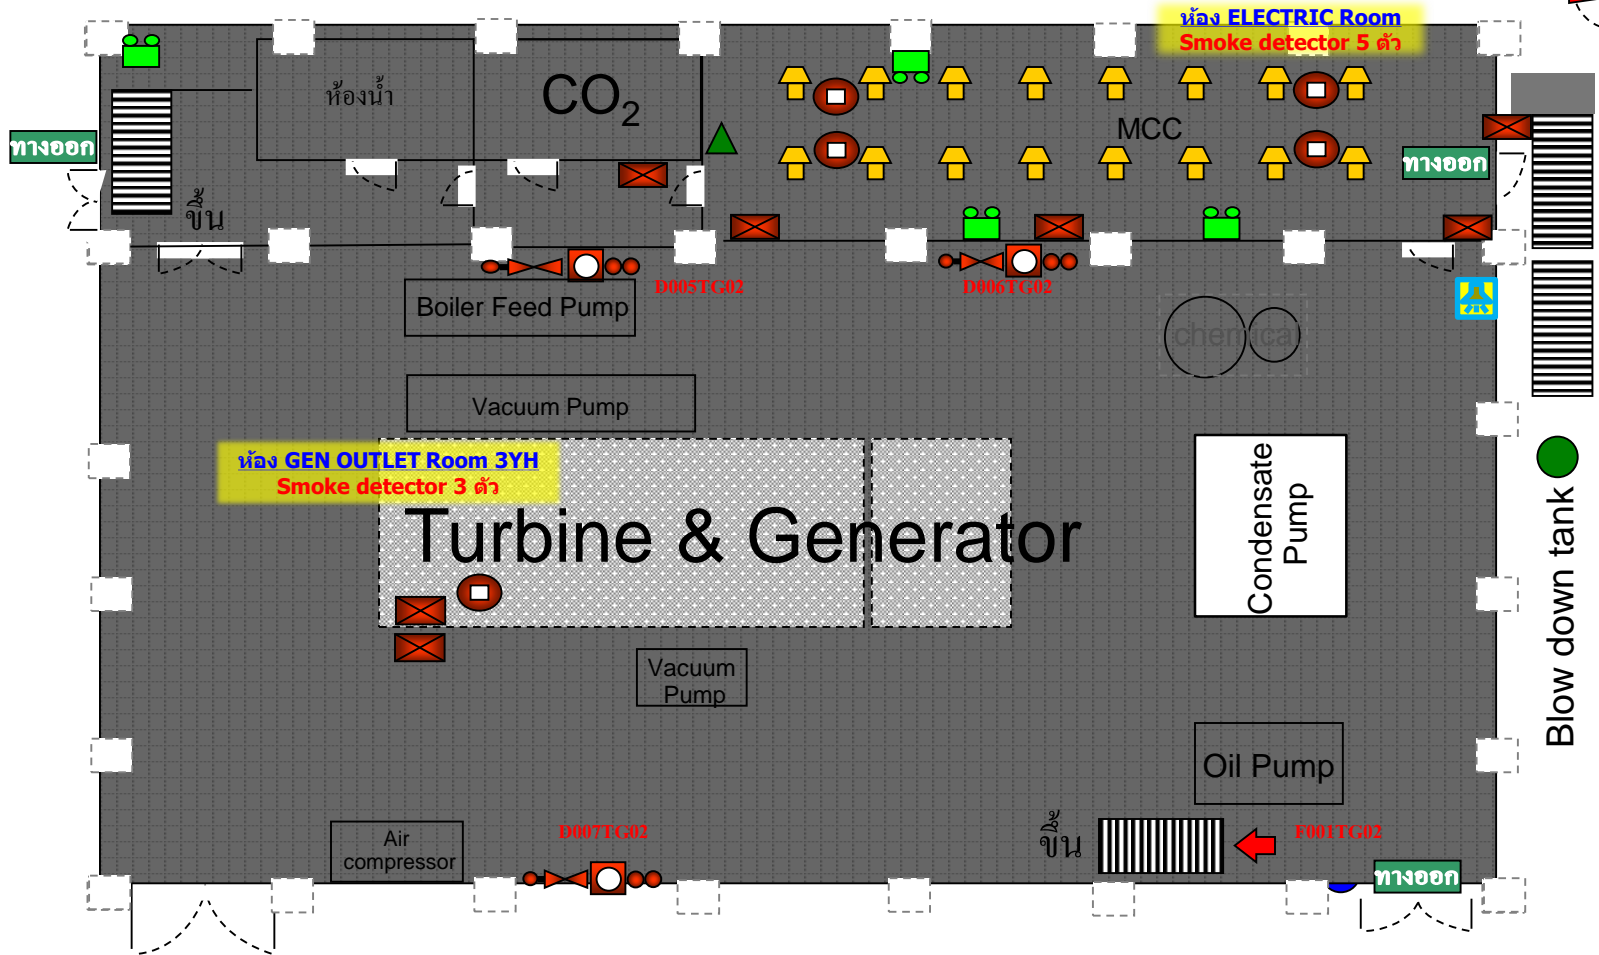 ห้อง ELECTRIC Room
Smoke detector 5 ตัว
ห้องน้ำ
CO2
MCC
ทางออก
ทางออก
ขึ้น
D005TG02
D006TG02
Boiler Feed Pump
chemical
Vacuum Pump
ห้อง GEN OUTLET Room 3YH
Smoke detector 3 ตัว
Turbine & Generator
Condensate
Pump
Blow down tank
Vacuum
Pump
Oil Pump
D007TG02
F001TG02
Air
compressor
ขึ้น
ทางออก